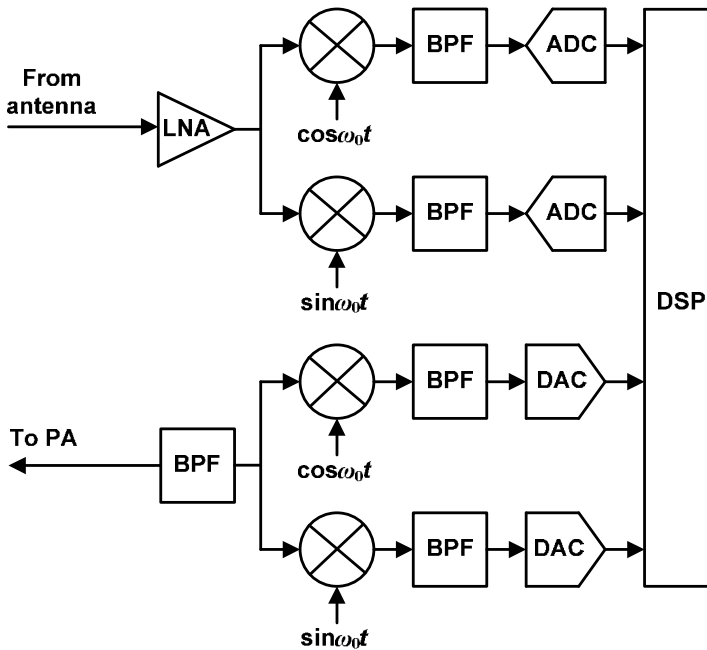 From
antenna
LNA
BPF
ADC
cosω₀t
BPF
ADC
sinω₀t
DSP
BPF
DAC
cosω₀t
To PA
BPF
BPF
DAC
sinω₀t